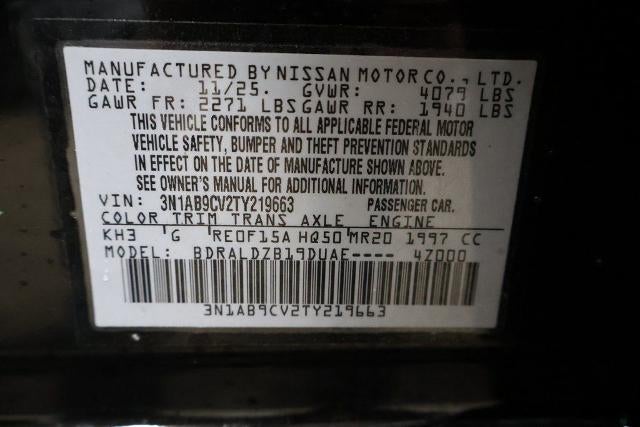 MANUFACTURED BY NISSAN MOTOR CO., LTD.
DATE: 11/25. GVWR: 4079 LBS
GAWR FR: 2271 LBS GAWR RR: 1940 LBS
THIS VEHICLE CONFORMS TO ALL APPLICABLE FEDERAL MOTOR
VEHICLE SAFETY, BUMPER AND THEFT PREVENTION STANDARDS
IN EFFECT ON THE DATE OF MANUFACTURE SHOWN ABOVE.
SEE OWNER'S MANUAL FOR ADDITIONAL INFORMATION.
VIN: 3N1AB9CV2TY219663 PASSENGER CAR.
COLOR TRIM TRANS AXLE ENGINE
KH3 G RE0F15A HQ50 MR20 1997 CC
MODEL: BDRALDZB19DUAE---- 4Z000
3N1AB9CV2TY219663